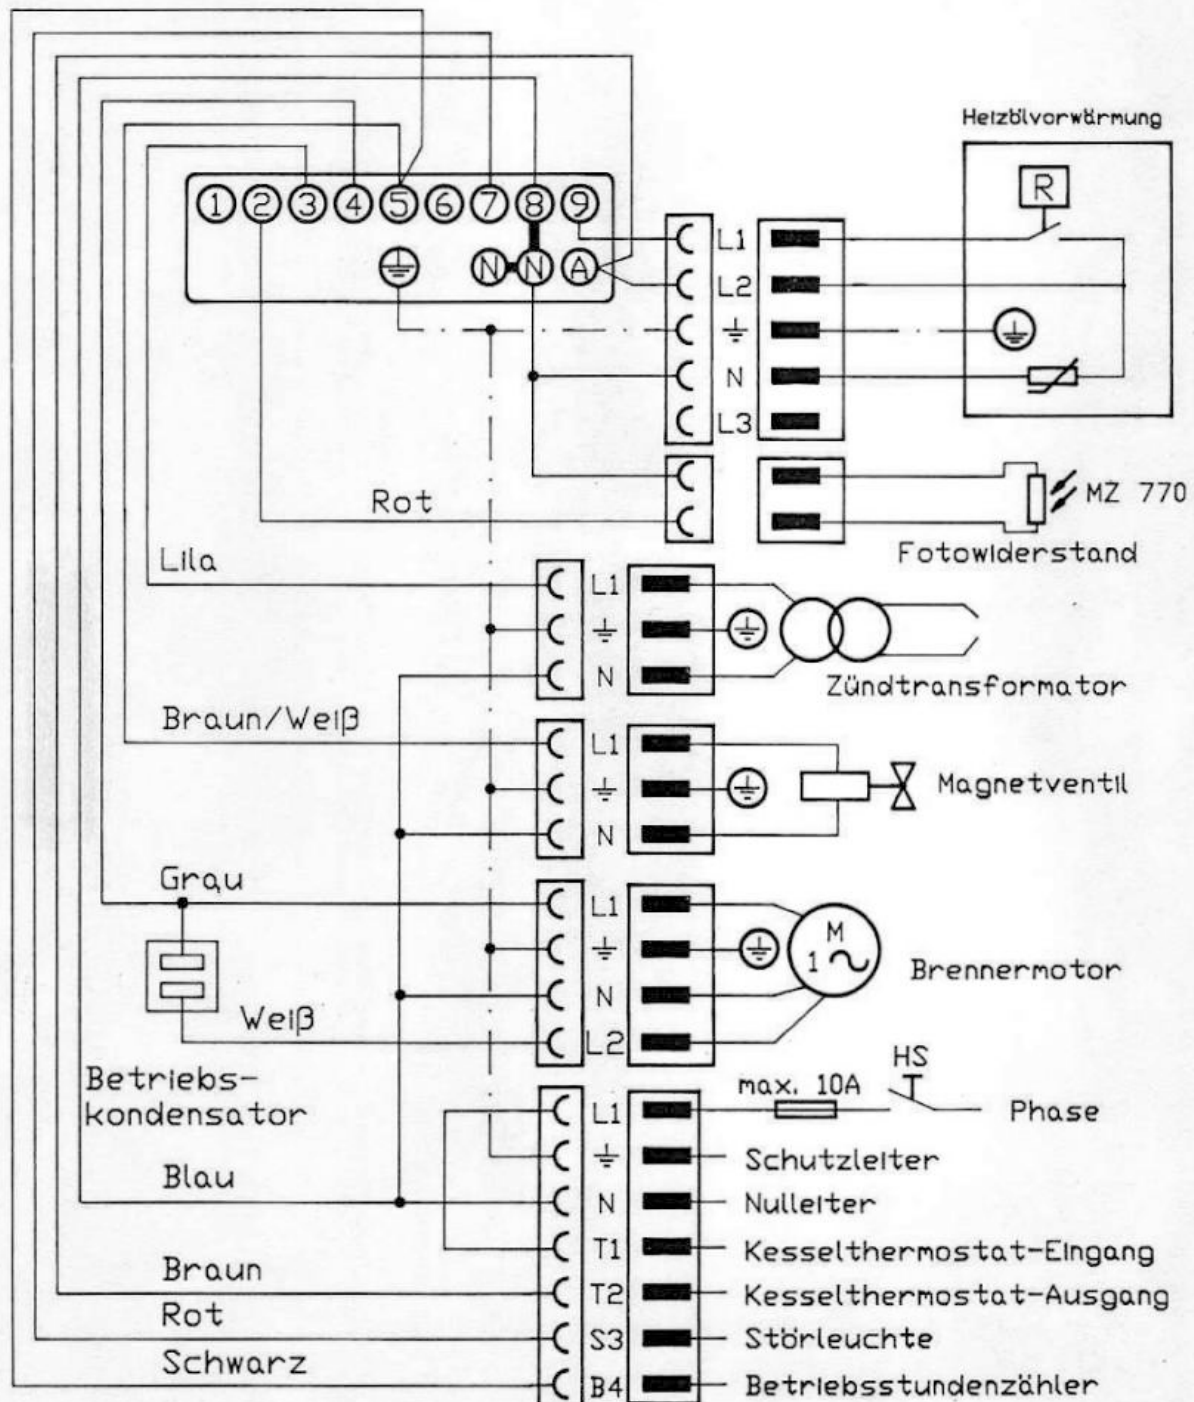 Heizölvorwärmung
R
1 2 3 4 5 6 7 8 9
N N A
L1
L2
N
L3
Rot
MZ 770
Fotowiderstand
Lila
L1
N
Zündtransformator
Braun/Weiß
L1
N
Magnetventil
Grau
L1
M
1
N
Brennermotor
Weiß
L2
Betriebs-
kondensator
HS
max. 10A
L1
Phase
Schutzleiter
Blau
N
Nulleiter
T1
Kesselthermostat-Eingang
Braun
T2
Kesselthermostat-Ausgang
Rot
S3
Störleuchte
Schwarz
B4
Betriebsstundenzähler